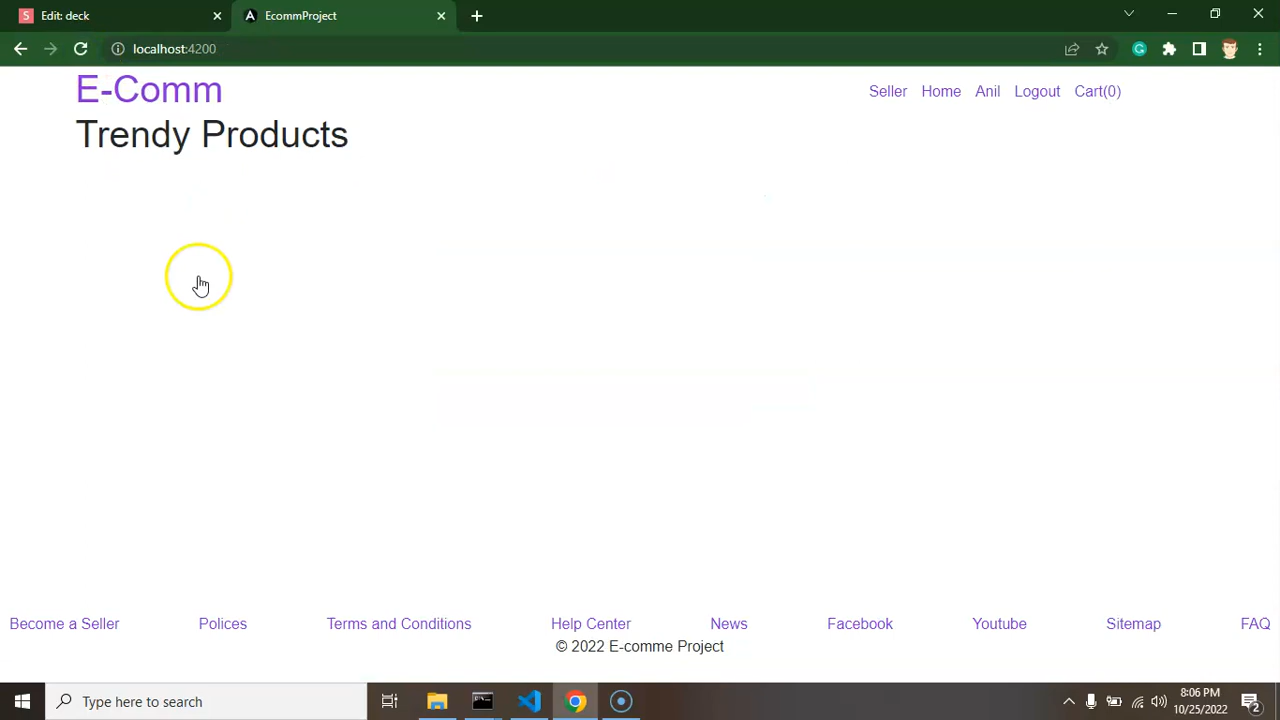 Edit: deck
EcommProject
localhost:4200
E-Comm
Seller Home Anil Logout Cart(0)
Trendy Products
Become a Seller Polices Terms and Conditions Help Center News Facebook Youtube Sitemap FAQ
© 2022 E-comme Project
Type here to search
8:06 PM
10/25/2022
2